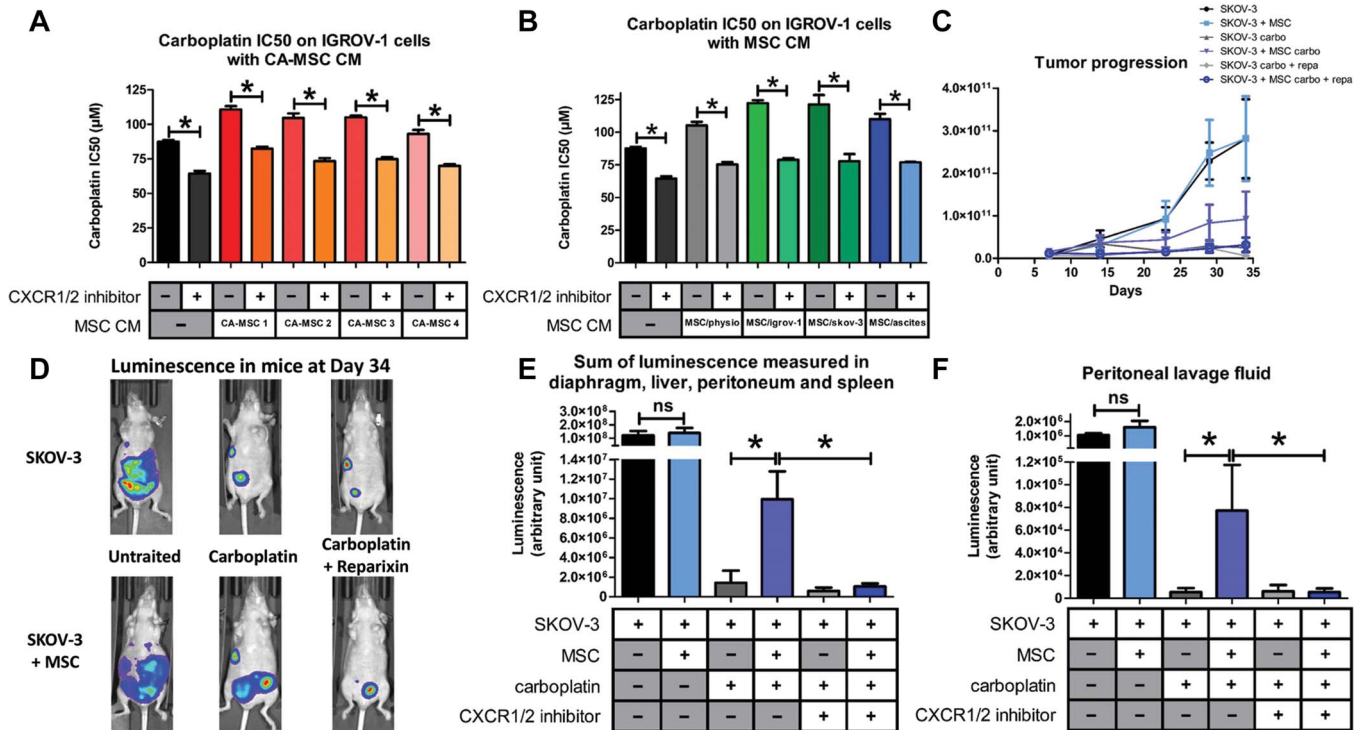 A
Carboplatin IC50 on IGROV-1 cells
with CA-MSC CM
Carboplatin IC50 (µM)
125
100
75
50
25
0
* * * * *
CXCR1/2 inhibitor − + − + − + − + − +
MSC CM − CA-MSC 1 CA-MSC 2 CA-MSC 3 CA-MSC 4
B
Carboplatin IC50 on IGROV-1 cells
with MSC CM
Carboplatin IC50 (µM)
125
100
75
50
25
0
* * * * *
CXCR1/2 inhibitor − + − + − + − + − +
MSC CM − MSC/physio MSC/igrov-1 MSC/skov-3 MSC/ascites
C
SKOV-3
SKOV-3 + MSC
SKOV-3 carbo
SKOV-3 + MSC carbo
SKOV-3 carbo + repa
SKOV-3 + MSC carbo + repa
Tumor progression
4.0×10¹¹
3.0×10¹¹
2.0×10¹¹
1.0×10¹¹
0.0
0 5 10 15 20 25 30 35
Days
D
Luminescence in mice at Day 34
SKOV-3
Untraited Carboplatin Carboplatin
+ Reparixin
SKOV-3
+ MSC
E
Sum of luminescence measured in
diaphragm, liver, peritoneum and spleen
Luminescence
(arbitrary unit)
3.0×10⁸
2.0×10⁸
1.0×10⁸
1.4×10⁷
1.2×10⁷
1.0×10⁷
8.0×10⁶
6.0×10⁶
4.0×10⁶
2.0×10⁶
0
ns * *
SKOV-3 + + + + + +
MSC − + − + − +
carboplatin − − + + + +
CXCR1/2 inhibitor − − − − + +
F
Peritoneal lavage fluid
Luminescence
(arbitrary unit)
2.0×10⁶
1.0×10⁶
1.2×10⁵
1.0×10⁵
8.0×10⁴
6.0×10⁴
4.0×10⁴
2.0×10⁴
0
ns * *
SKOV-3 + + + + + +
MSC − + − + − +
carboplatin − − + + + +
CXCR1/2 inhibitor − − − − + +